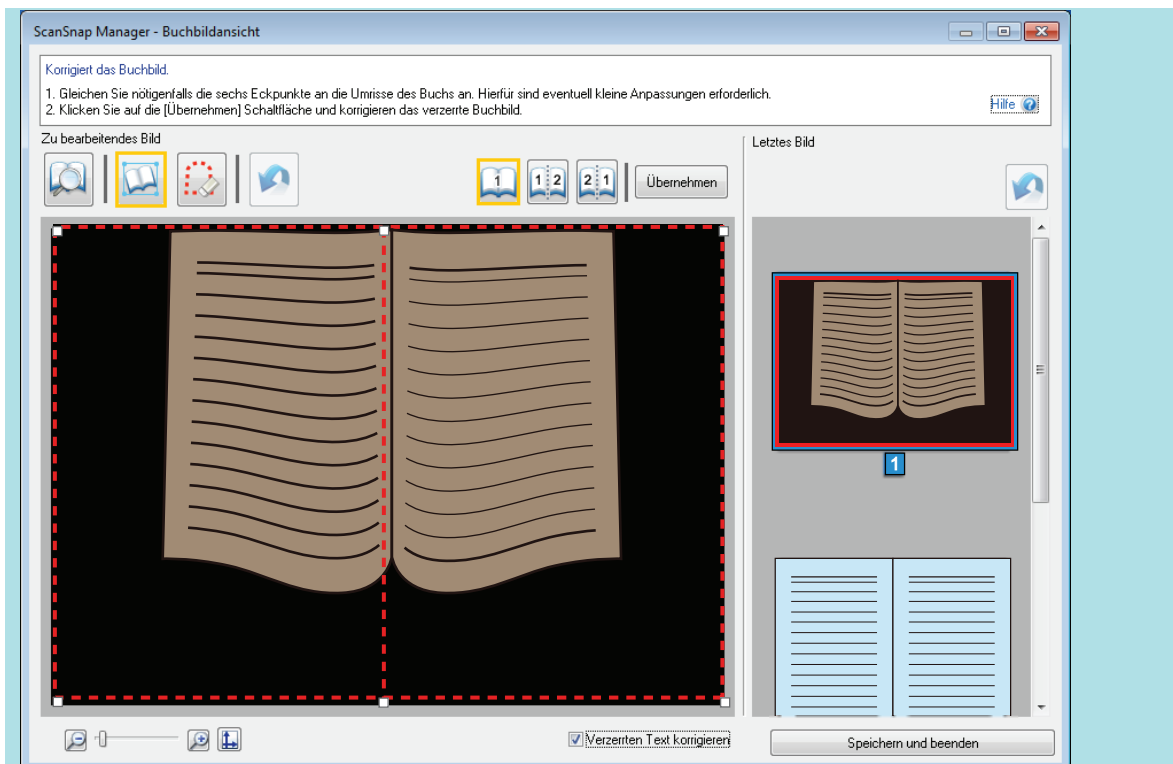 ScanSnap Manager - Buchbildansicht
Korrigiert das Buchbild.
1. Gleichen Sie nötigenfalls die sechs Eckpunkte an die Umrisse des Buchs an. Hierfür sind eventuell kleine Anpassungen erforderlich.
2. Klicken Sie auf die [Übernehmen] Schaltfläche und korrigieren das verzerrte Buchbild.
Hilfe ?
Zu bearbeitendes Bild
Letztes Bild
1
1 2
2 1
Übernehmen
1
Verzerrten Text korrigieren
Speichern und beenden